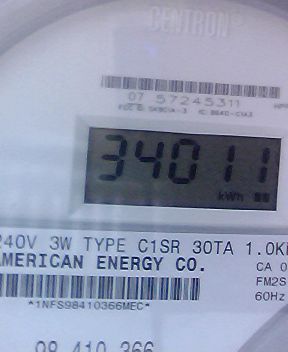 CENTRON
07 57245311
34011
kWh
240V 3W TYPE C1SR 30TA 1.0K
AMERICAN ENERGY CO.
CA 0
FM2S
60Hz
*1NFS98410366MEC*
98 410 366